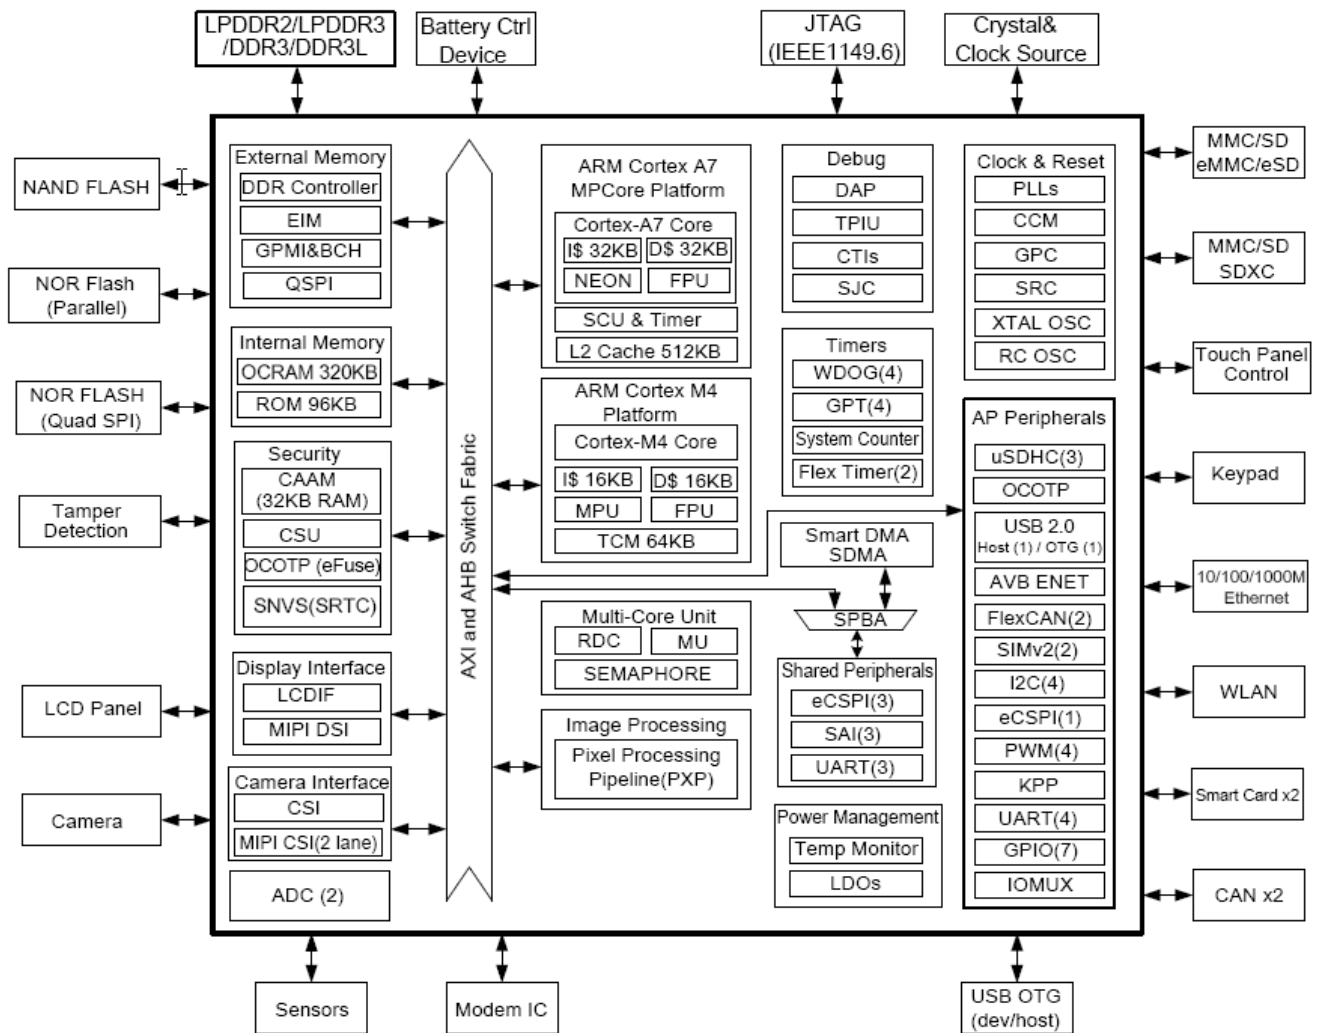 LPDDR2/LPDDR3
/DDR3/DDR3L
Battery Ctrl
Device
JTAG
(IEEE1149.6)
Crystal&
Clock Source
NAND FLASH
NOR Flash
(Parallel)
NOR FLASH
(Quad SPI)
Tamper
Detection
LCD Panel
Camera
External Memory
DDR Controller
EIM
GPMI&BCH
QSPI
Internal Memory
OCRAM 320KB
ROM 96KB
Security
CAAM
(32KB RAM)
CSU
OCOTP (eFuse)
SNVS(SRTC)
Display Interface
LCDIF
MIPI DSI
Camera Interface
CSI
MIPI CSI(2 lane)
ADC (2)
AXI and AHB Switch Fabric
ARM Cortex A7
MPCore Platform
Cortex-A7 Core
I$ 32KB
D$ 32KB
NEON
FPU
SCU & Timer
L2 Cache 512KB
ARM Cortex M4
Platform
Cortex-M4 Core
I$ 16KB
D$ 16KB
MPU
FPU
TCM 64KB
Multi-Core Unit
RDC
MU
SEMAPHORE
Image Processing
Pixel Processing
Pipeline(PXP)
Debug
DAP
TPIU
CTIs
SJC
Timers
WDOG(4)
GPT(4)
System Counter
Flex Timer(2)
Smart DMA
SDMA
SPBA
Shared Peripherals
eCSPI(3)
SAI(3)
UART(3)
Power Management
Temp Monitor
LDOs
Clock & Reset
PLLs
CCM
GPC
SRC
XTAL OSC
RC OSC
AP Peripherals
uSDHC(3)
OCOTP
USB 2.0
Host (1) / OTG (1)
AVB ENET
FlexCAN(2)
SIMv2(2)
I2C(4)
eCSPI(1)
PWM(4)
KPP
UART(4)
GPIO(7)
IOMUX
MMC/SD
eMMC/eSD
MMC/SD
SDXC
Touch Panel
Control
Keypad
10/100/1000M
Ethernet
WLAN
Smart Card x2
CAN x2
Sensors
Modem IC
USB OTG
(dev/host)